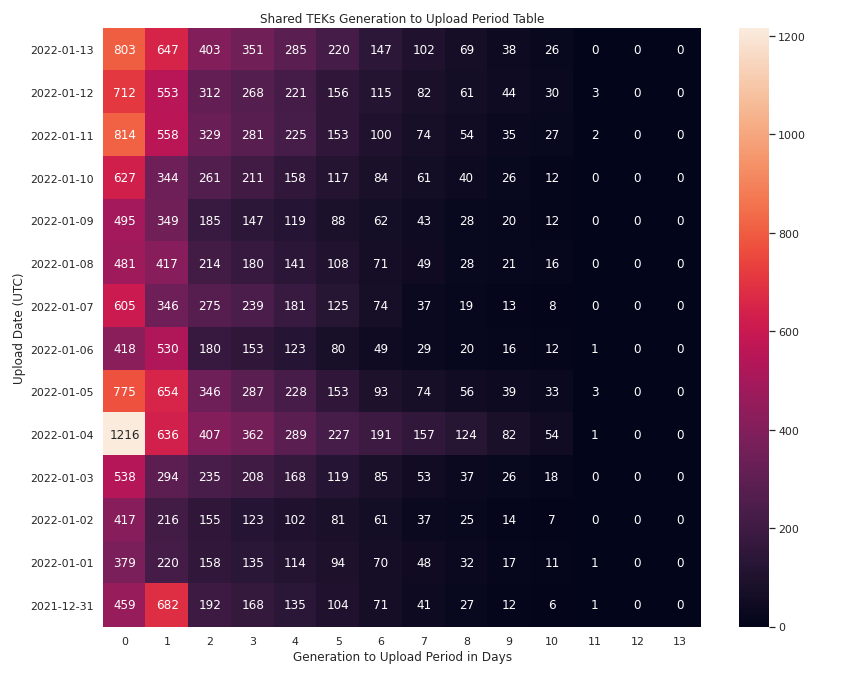 Shared TEKs Generation to Upload Period Table
Upload Date (UTC)
2022-01-13 803 647 403 351 285 220 147 102 69 38 26 0 0 0
2022-01-12 712 553 312 268 221 156 115 82 61 44 30 3 0 0
2022-01-11 814 558 329 281 225 153 100 74 54 35 27 2 0 0
2022-01-10 627 344 261 211 158 117 84 61 40 26 12 0 0 0
2022-01-09 495 349 185 147 119 88 62 43 28 20 12 0 0 0
2022-01-08 481 417 214 180 141 108 71 49 28 21 16 0 0 0
2022-01-07 605 346 275 239 181 125 74 37 19 13 8 0 0 0
2022-01-06 418 530 180 153 123 80 49 29 20 16 12 1 0 0
2022-01-05 775 654 346 287 228 153 93 74 56 39 33 3 0 0
2022-01-04 1216 636 407 362 289 227 191 157 124 82 54 1 0 0
2022-01-03 538 294 235 208 168 119 85 53 37 26 18 0 0 0
2022-01-02 417 216 155 123 102 81 61 37 25 14 7 0 0 0
2022-01-01 379 220 158 135 114 94 70 48 32 17 11 1 0 0
2021-12-31 459 682 192 168 135 104 71 41 27 12 6 1 0 0
0 1 2 3 4 5 6 7 8 9 10 11 12 13
Generation to Upload Period in Days
1200
1000
800
600
400
200
0